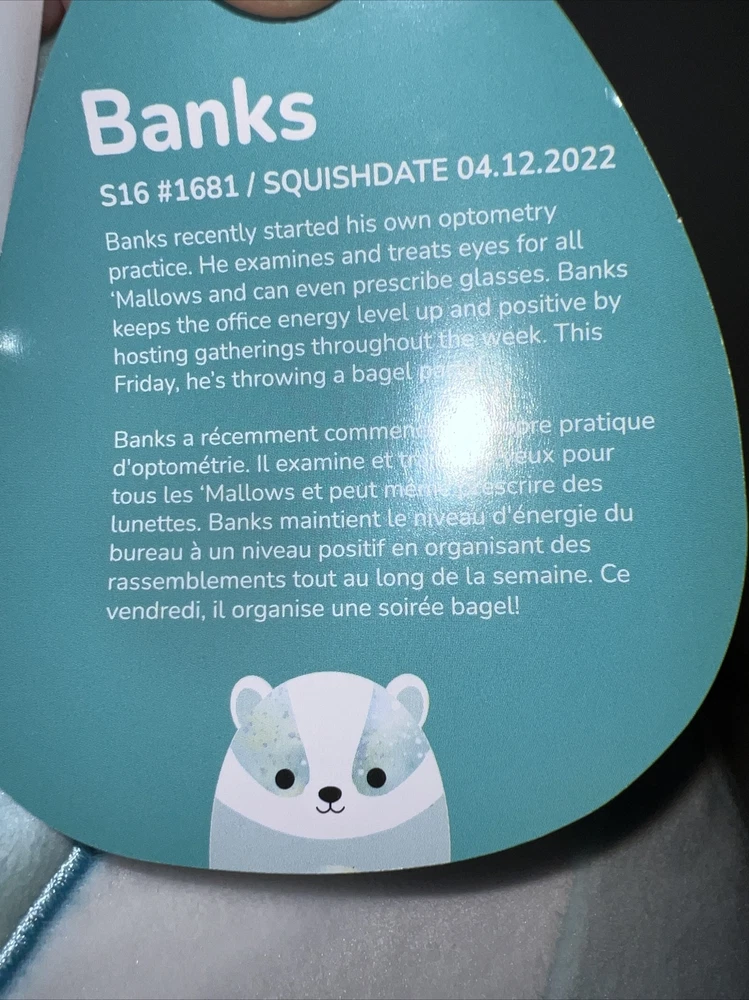 Banks
S16 #1681 / SQUISHDATE 04.12.2022
Banks recently started his own optometry
practice. He examines and treats eyes for all
‘Mallows and can even prescribe glasses. Banks
keeps the office energy level up and positive by
hosting gatherings throughout the week. This
Friday, he's throwing a bagel
Banks a récemment pratique
d'optométrie. Il examine et yeux pour
tous les ‘Mallows et peut même prescrire des
lunettes. Banks maintient le niveau d'énergie du
bureau à un niveau positif en organisant des
rassemblements tout au long de la semaine. Ce
vendredi, il organise une soirée bagel!